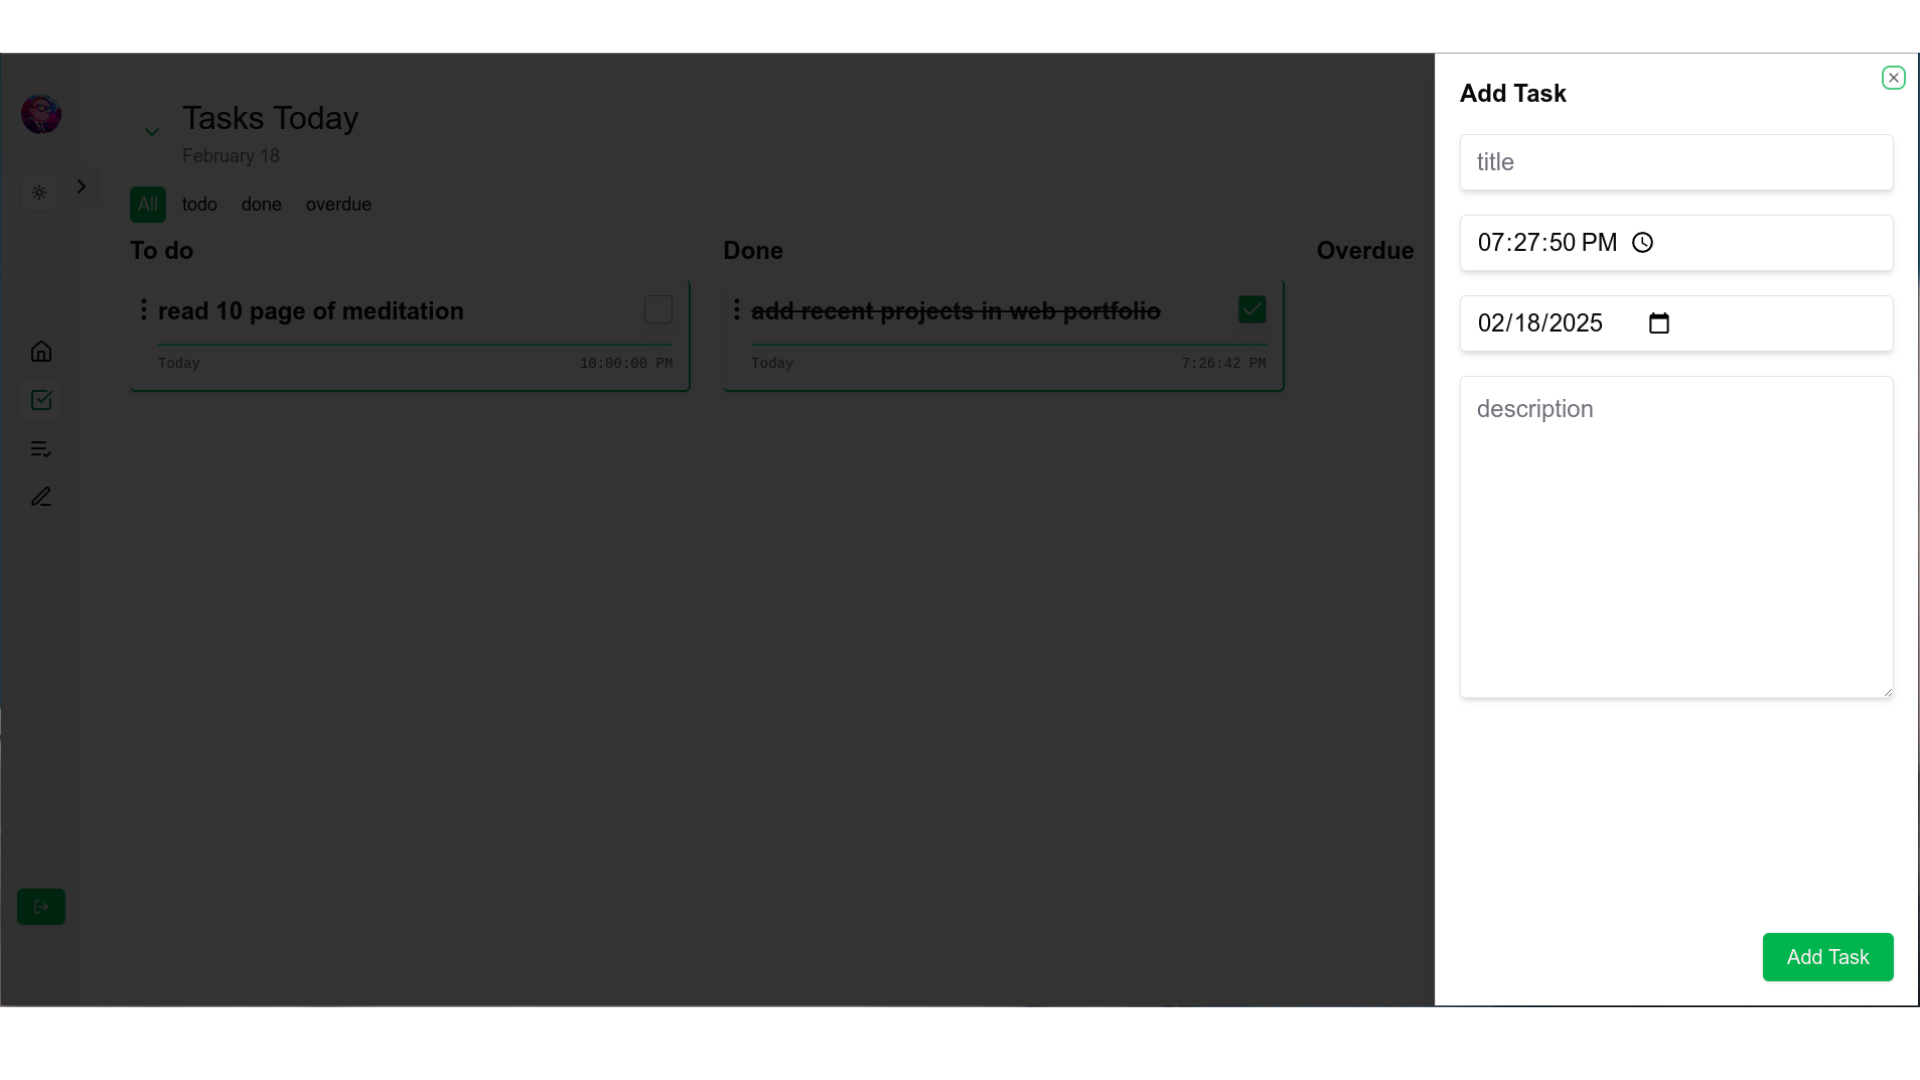 Tasks Today
February 18
All todo done overdue
To do
read 10 page of meditation
Today 10:00:00 PM
Done
add recent projects in web portfolio
Today 7:26:42 PM
Overdue
Add Task
title
07:27:50 PM
02/18/2025
description
Add Task